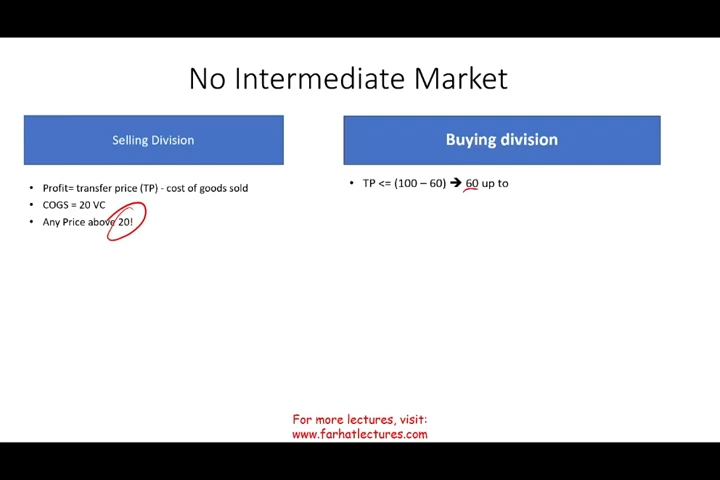 No Intermediate Market
Selling Division
Buying division
• Profit= transfer price (TP) - cost of goods sold
• COGS = 20 VC
• Any Price above 20!
• TP <= (100 – 60) ➔ 60 up to
For more lectures, visit:
www.farhatlectures.com